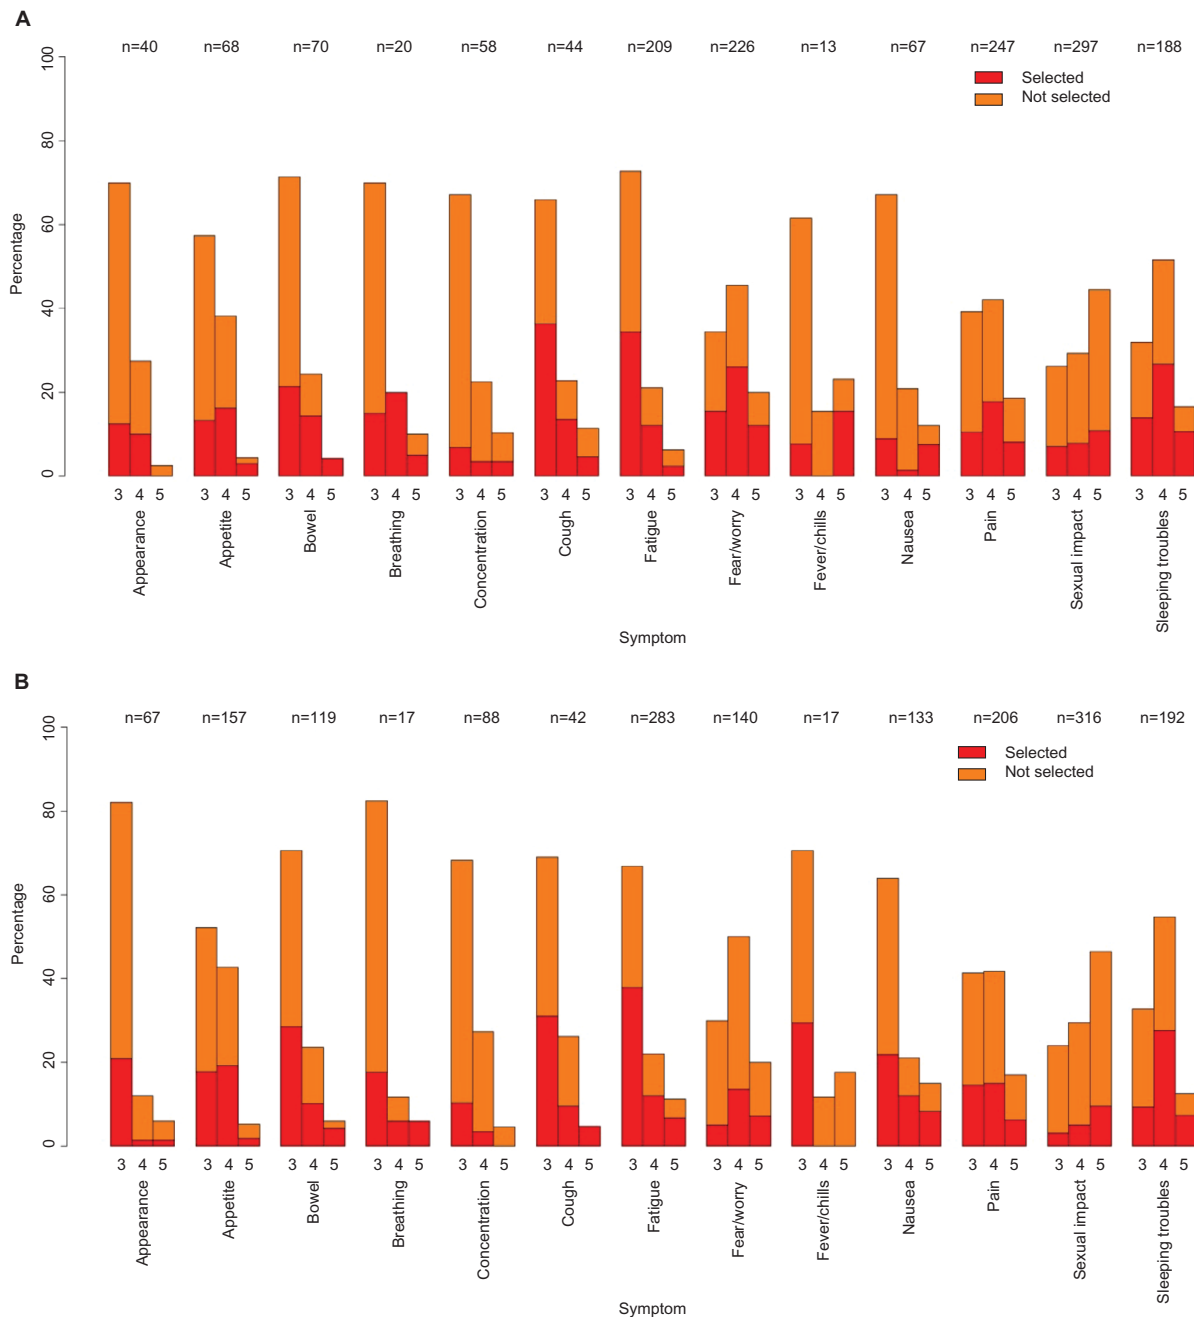 A
n=40 n=68 n=70 n=20 n=58 n=44 n=209 n=226 n=13 n=67 n=247 n=297 n=188
Selected
Not selected
Percentage
100
80
60
40
20
0
3 4 5 3 4 5 3 4 5 3 4 5 3 4 5 3 4 5 3 4 5 3 4 5 3 4 5 3 4 5 3 4 5 3 4 5 3 4 5
Appearance
Appetite
Bowel
Breathing
Concentration
Cough
Fatigue
Fear/worry
Fever/chills
Nausea
Pain
Sexual impact
Sleeping troubles
Symptom
B
n=67 n=157 n=119 n=17 n=88 n=42 n=283 n=140 n=17 n=133 n=206 n=316 n=192
Selected
Not selected
Percentage
100
80
60
40
20
0
3 4 5 3 4 5 3 4 5 3 4 5 3 4 5 3 4 5 3 4 5 3 4 5 3 4 5 3 4 5 3 4 5 3 4 5 3 4 5
Appearance
Appetite
Bowel
Breathing
Concentration
Cough
Fatigue
Fear/worry
Fever/chills
Nausea
Pain
Sexual impact
Sleeping troubles
Symptom